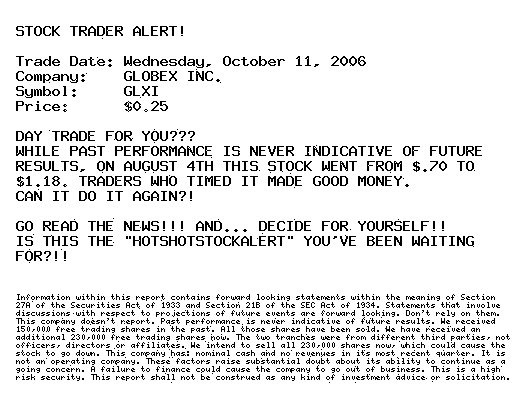 STOCK TRADER ALERT!
Trade Date: Wednesday, October 11, 2006
Company: GLOBEX INC.
Symbol: GLXI
Price: $0.25
DAY TRADE FOR YOU???
WHILE PAST PERFORMANCE IS NEVER INDICATIVE OF FUTURE
RESULTS, ON AUGUST 4TH THIS STOCK WENT FROM $.70 TO
$1.18. TRADERS WHO TIMED IT MADE GOOD MONEY.
CAN IT DO IT AGAIN?!
GO READ THE NEWS!!! AND... DECIDE FOR YOURSELF!!
IS THIS THE "HOTSHOTSTOCKALERT" YOU'VE BEEN WAITING
FOR?!!
Information within this report contains forward looking statements within the meaning of Section
27A of the Securities Act of 1933 and Section 21B of the SEC Act of 1934. Statements that involve
discussions with respect to projections of future events are forward looking. Don't rely on them.
This company doesn't report. Past performance is never indicative of future results. We received
150,000 free trading shares in the past. All those shares have been sold. We have received an
additional 230,000 free trading shares now. The two tranches were from different third parties, not
officers, directors or affiliates. We intend to sell all 230,000 shares now, which could cause the
stock to go down. This company has: nominal cash and no revenues in its most recent quarter. It is
not an operating company. These factors raise substantial doubt about its ability to continue as a
going concern. A failure to finance could cause the company to go out of business. This is a high
risk security. This report shall not be construed as any kind of investment advice or solicitation.